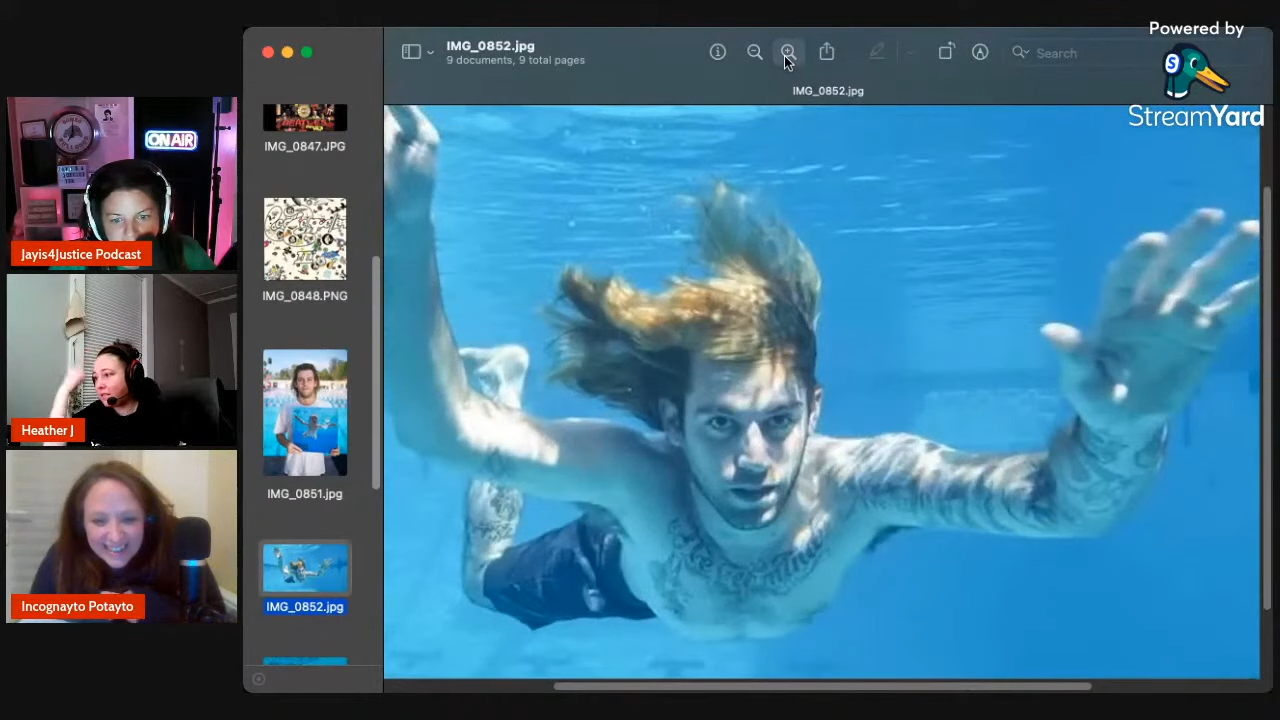 Powered by
StreamYard
IMG_0852.jpg
9 documents, 9 total pages
Search
IMG_0852.jpg
BEATLES
IMG_0847.JPG
IMG_0848.PNG
IMG_0851.jpg
IMG_0852.jpg
ON AIR
Jayis4Justice Podcast
Heather J
Incognayto Potayto